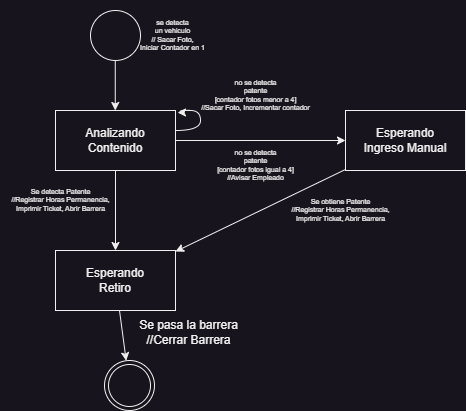 se detecta
un vehículo
// Sacar Foto,
Iniciar Contador en 1
no se detecta
patente
[contador fotos menor a 4]
//Sacar Foto, Incrementar contador
Analizando
Contenido
Esperando
Ingreso Manual
no se detecta
patente
[contador fotos igual a 4]
//Avisar Empleado
Se detecta Patente
//Registrar Horas Permanencia,
Imprimir Ticket, Abrir Barrera
Se obtiene Patente
//Registrar Horas Permanencia,
Imprimir Ticket, Abrir Barrera
Esperando
Retiro
Se pasa la barrera
//Cerrar Barrera